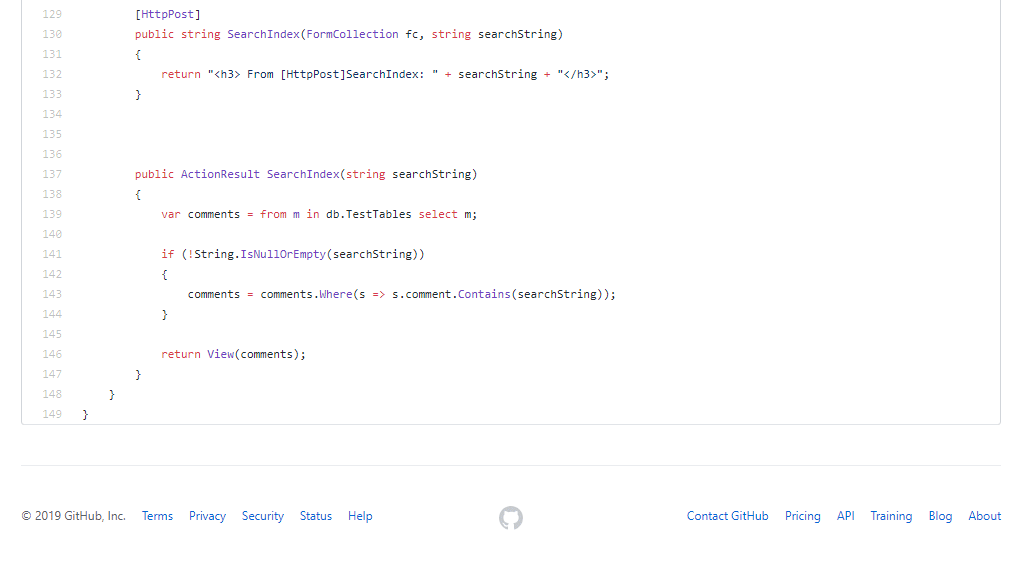 129 [HttpPost]
130 public string SearchIndex(FormCollection fc, string searchString)
131 {
132 return "<h3> From [HttpPost]SearchIndex: " + searchString + "</h3>";
133 }
134
135
136
137 public ActionResult SearchIndex(string searchString)
138 {
139 var comments = from m in db.TestTables select m;
140
141 if (!String.IsNullOrEmpty(searchString))
142 {
143 comments = comments.Where(s => s.comment.Contains(searchString));
144 }
145
146 return View(comments);
147 }
148 }
149 }
© 2019 GitHub, Inc. Terms Privacy Security Status Help Contact GitHub Pricing API Training Blog About